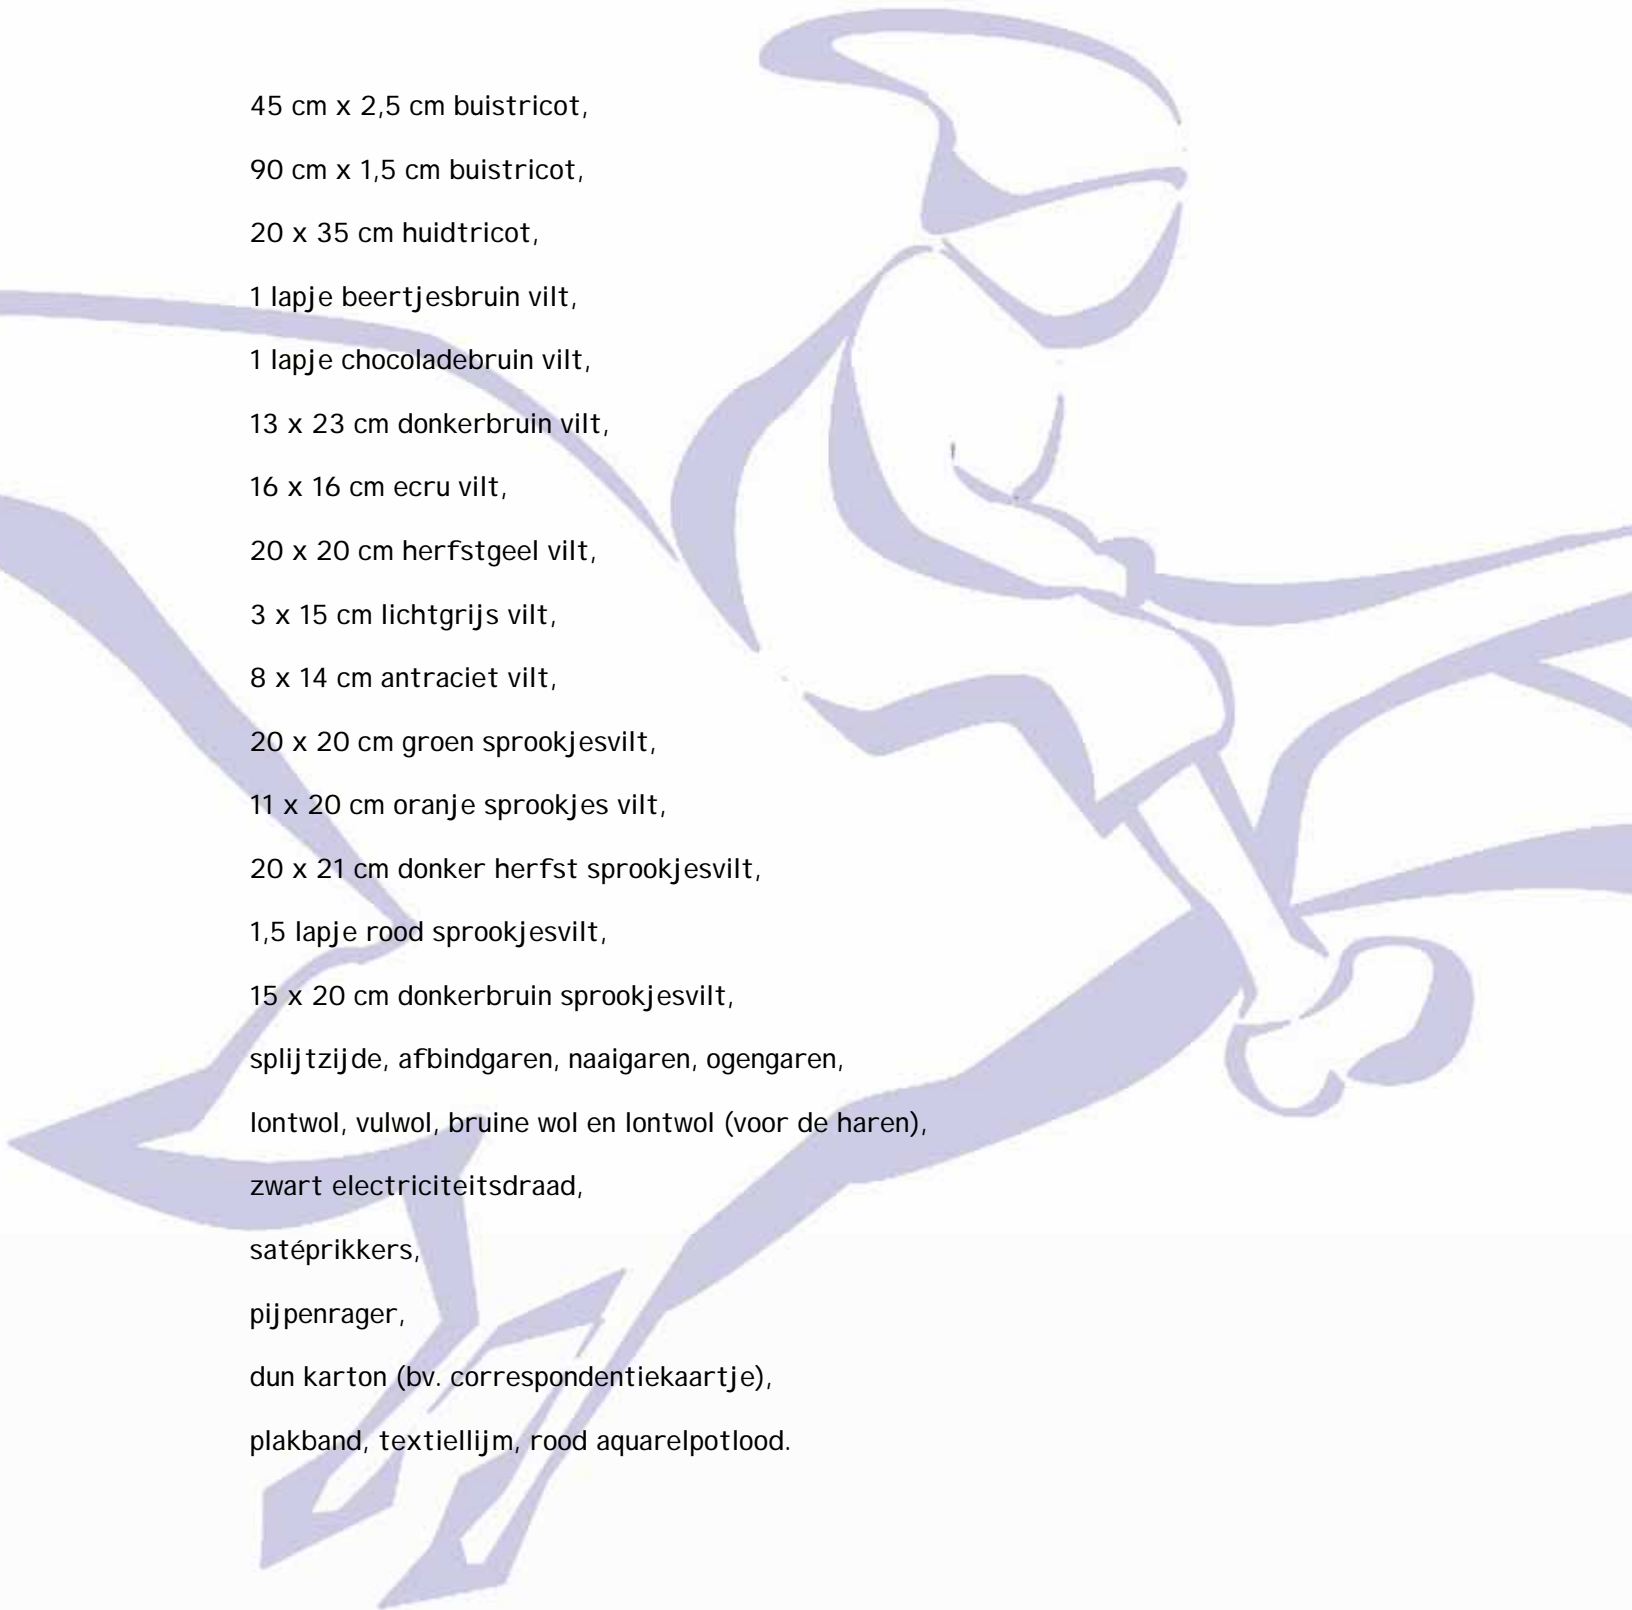 45 cm x 2,5 cm buistricot,
90 cm x 1,5 cm buistricot,
20 x 35 cm huidtricot,
1 lapje beertjesbruin vilt,
1 lapje chocoladebruin vilt,
13 x 23 cm donkerbruin vilt,
16 x 16 cm ecru vilt,
20 x 20 cm herfstgeel vilt,
3 x 15 cm lichtgrijs vilt,
8 x 14 cm antraciet vilt,
20 x 20 cm groen sprookjesvilt,
11 x 20 cm oranje sprookjes vilt,
20 x 21 cm donker herfst sprookjesvilt,
1,5 lapje rood sprookjesvilt,
15 x 20 cm donkerbruin sprookjesvilt,
splijtzijde, afbindgaren, naaigaren, ogengaren,
lontwol, vulwol, bruine wol en lontwol (voor de haren),
zwart electriciteitsdraad,
satéprikkers,
pijpenrager,
dun karton (bv. correspondentiekaartje),
plakband, textiellijm, rood aquarelpotlood.